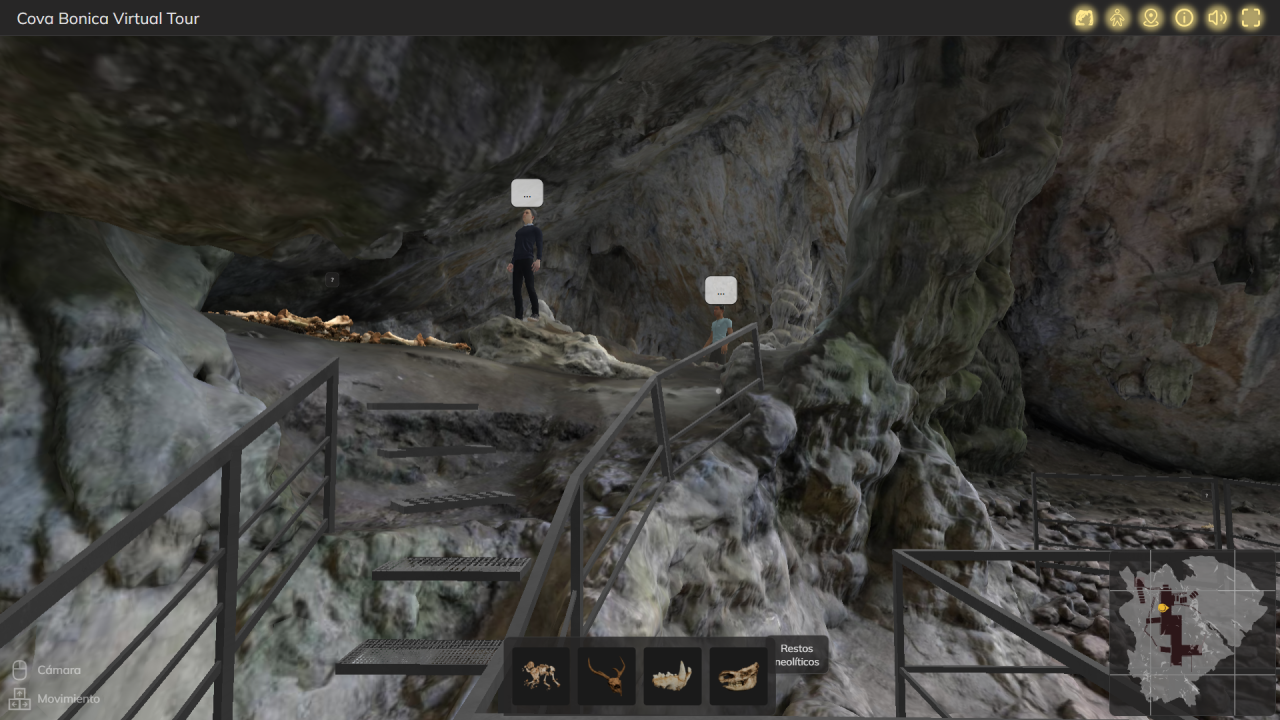 Cova Bonica Virtual Tour
...
...
?
?
Restos
neolíticos
Cámara
Movimiento